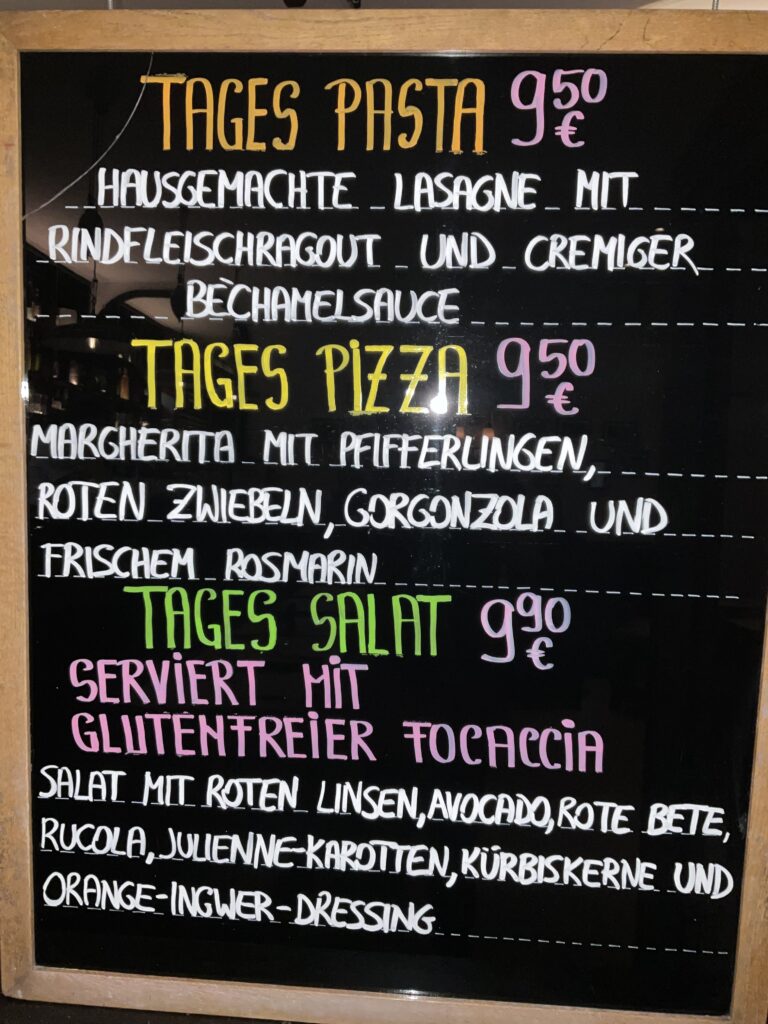 TAGES PASTA 9 50 €
HAUSGEMACHTE LASAGNE MIT
RINDFLEISCHRAGOUT UND CREMIGER
BÈCHAMELSAUCE
TAGES PIZZA 9 50 €
MARGHERITA MIT PFIFFERLINGEN,
ROTEN ZWIEBELN, GORGONZOLA UND
FRISCHEM ROSMARIN
TAGES SALAT 9 90 €
SERVIERT MIT
GLUTENFREIER FOCACCIA
SALAT MIT ROTEN LINSEN, AVOCADO, ROTE BETE,
RUCOLA, JULIENNE-KAROTTEN, KÜRBISKERNE UND
ORANGE-INGWER-DRESSING